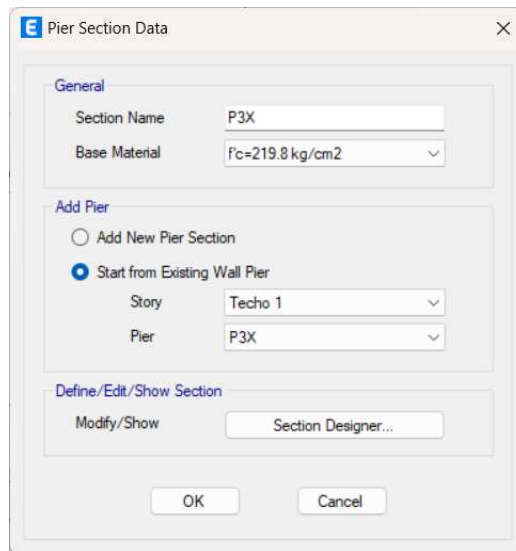 E Pier Section Data
General
Section Name P3X
Base Material f'c=219.8 kg/cm2
Add Pier
Add New Pier Section
Start from Existing Wall Pier
Story Techo 1
Pier P3X
Define/Edit/Show Section
Modify/Show Section Designer...
OK Cancel